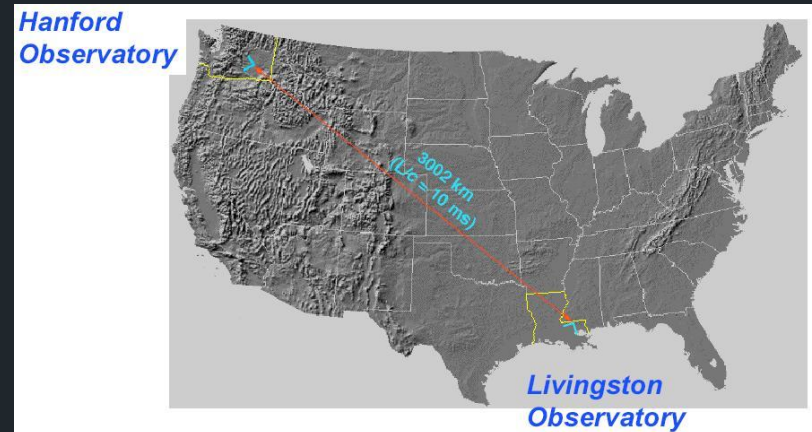 Hanford
Observatory
3002 km
(L/c = 10 ms)
Livingston
Observatory